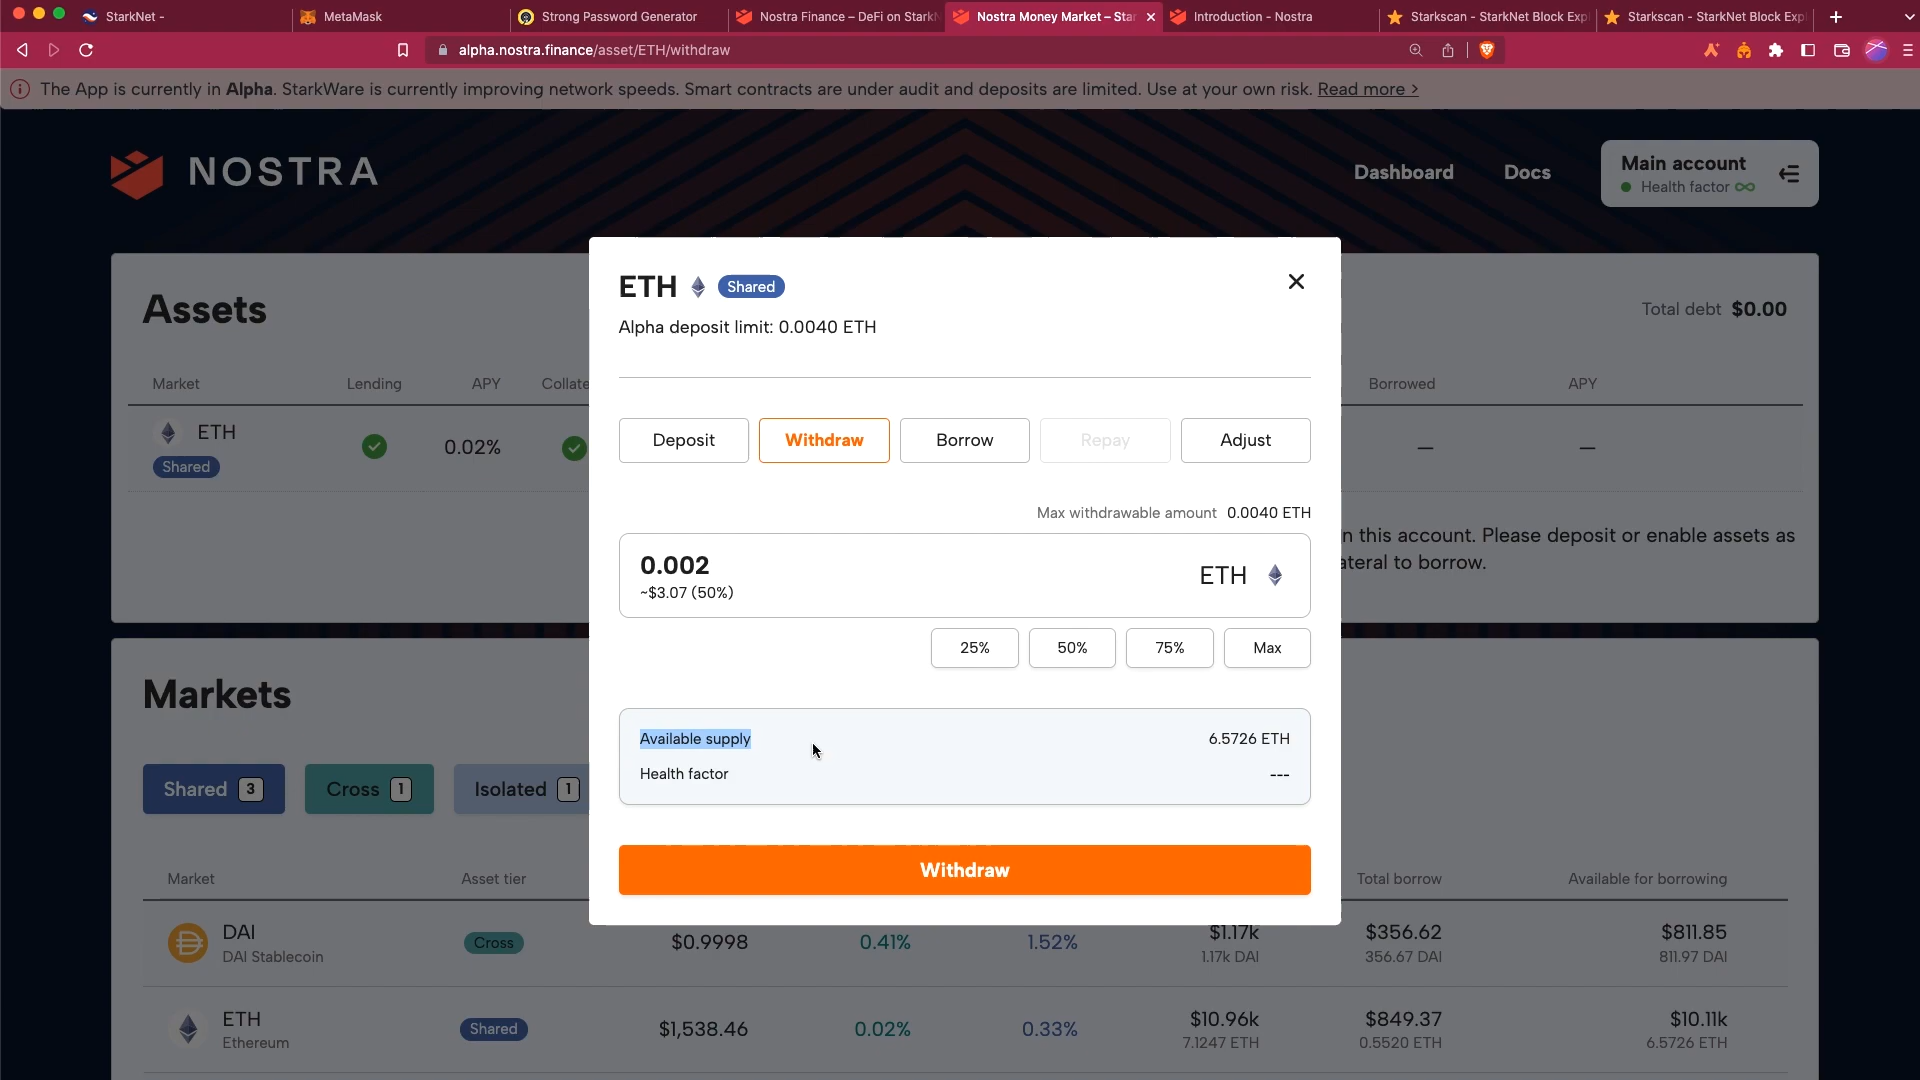 StarkNet -
MetaMask
Strong Password Generator
Nostra Finance – DeFi on StarkN
Nostra Money Market – Star
Introduction - Nostra
Starkscan - StarkNet Block Exp
Starkscan - StarkNet Block Exp
alpha.nostra.finance/asset/ETH/withdraw
The App is currently in Alpha. StarkWare is currently improving network speeds. Smart contracts are under audit and deposits are limited. Use at your own risk. Read more >
NOSTRA
Dashboard
Docs
Main account
Health factor ∞
Assets
Total debt $0.00
Market
Lending
APY
Collate
Borrowed
APY
ETH
Shared
0.02%
—
—
n this account. Please deposit or enable assets as
ateral to borrow.
ETH
Shared
Alpha deposit limit: 0.0040 ETH
Deposit
Withdraw
Borrow
Repay
Adjust
Max withdrawable amount 0.0040 ETH
0.002
~$3.07 (50%)
ETH
25%
50%
75%
Max
Available supply
6.5726 ETH
Health factor
---
Withdraw
Markets
Shared 3
Cross 1
Isolated 1
Market
Asset tier
Total borrow
Available for borrowing
DAI
DAI Stablecoin
Cross
$0.9998
0.41%
1.52%
$1.17k
1.17k DAI
$356.62
356.67 DAI
$811.85
811.97 DAI
ETH
Ethereum
Shared
$1,538.46
0.02%
0.33%
$10.96k
7.1247 ETH
$849.37
0.5520 ETH
$10.11k
6.5726 ETH